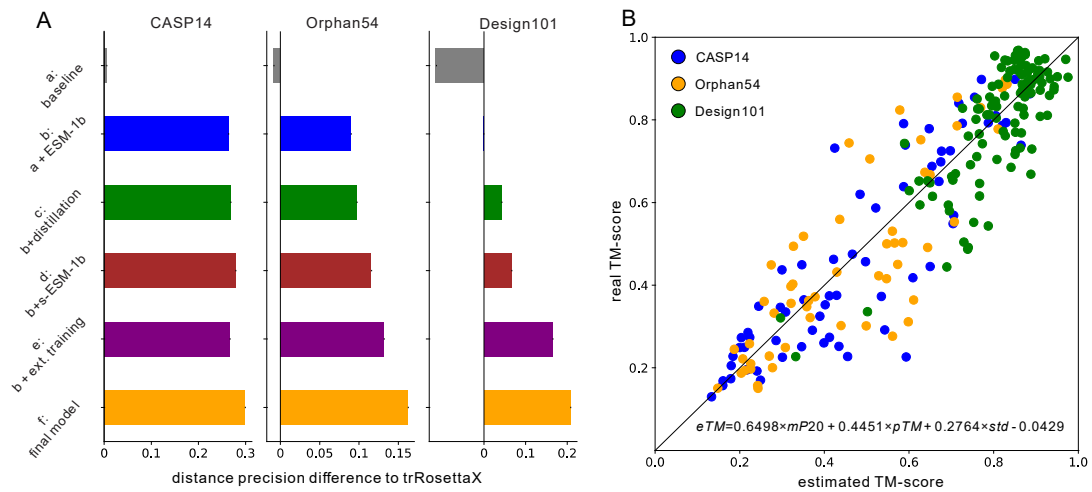 A
CASP14
Orphan54
Design101
a:
baseline
b:
a + ESM-1b
c:
b+distillation
d:
b+s-ESM-1b
e:
b + ext. training
f:
final model
0
0.1
0.2
0.3
0
0.05
0.1
0.15
0
0.1
0.2
distance precision difference to trRosettaX
B
CASP14
Orphan54
Design101
1.0
0.8
0.6
0.4
0.2
real TM-score
eTM=0.6498×mP20 + 0.4451×pTM + 0.2764×std - 0.0429
0.0
0.2
0.4
0.6
0.8
1.0
estimated TM-score